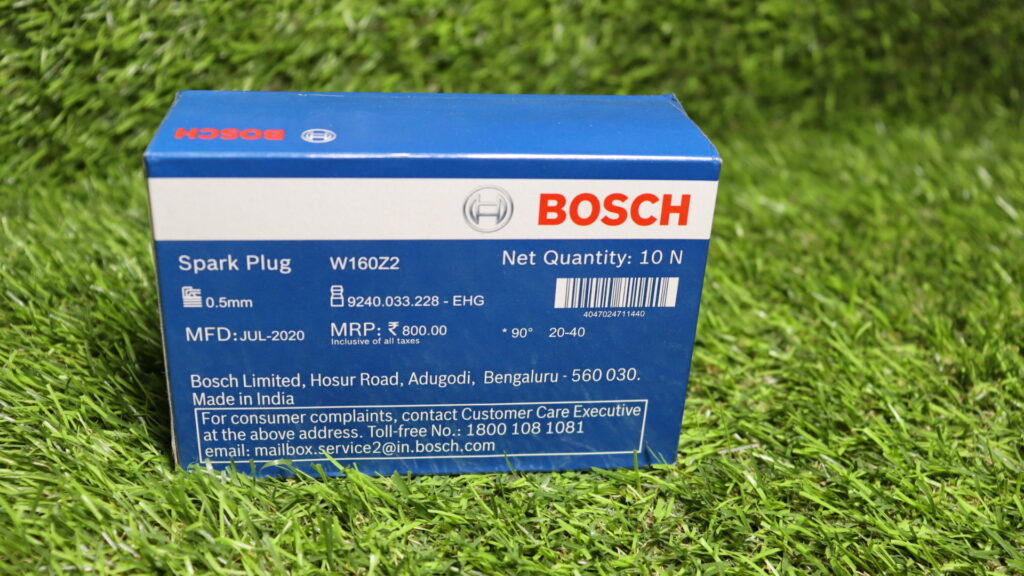 BOSCH
BOSCH
Spark Plug W160Z2 Net Quantity: 10 N
0.5mm 9240.033.228 - EHG
4047024711440
MFD: JUL-2020 MRP: ₹ 800.00 * 90° 20-40
Inclusive of all taxes
Bosch Limited, Hosur Road, Adugodi, Bengaluru - 560 030.
Made in India
For consumer complaints, contact Customer Care Executive
at the above address. Toll-free No.: 1800 108 1081
email: mailbox.service2@in.bosch.com